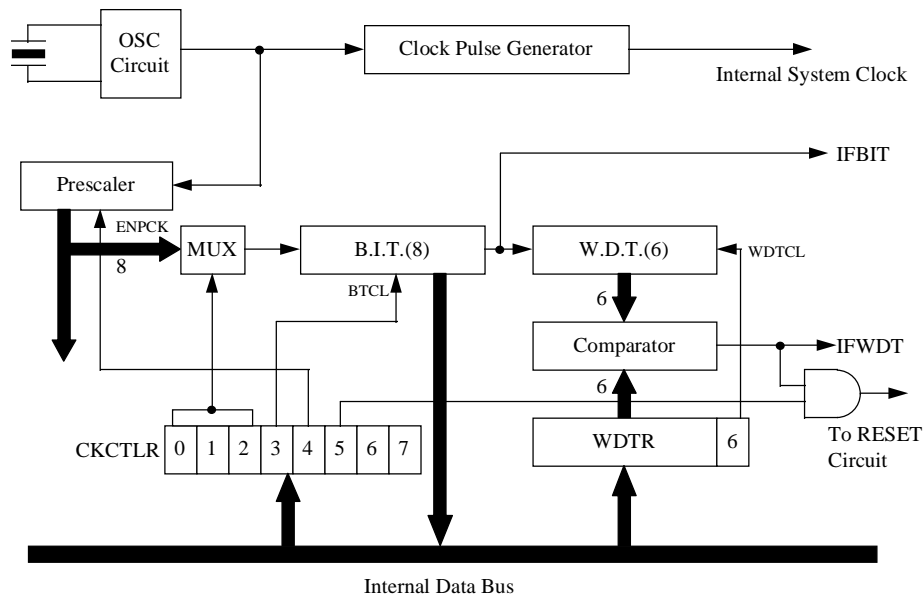 OSC
Circuit
Clock Pulse Generator
Internal System Clock
IFBIT
Prescaler
ENPCK
8
MUX
B.I.T.(8)
W.D.T.(6)
WDTCL
BTCL
6
Comparator
IFWDT
6
CKCTLR
0 1 2 3 4 5 6 7
WDTR
6
To RESET
Circuit
Internal Data Bus